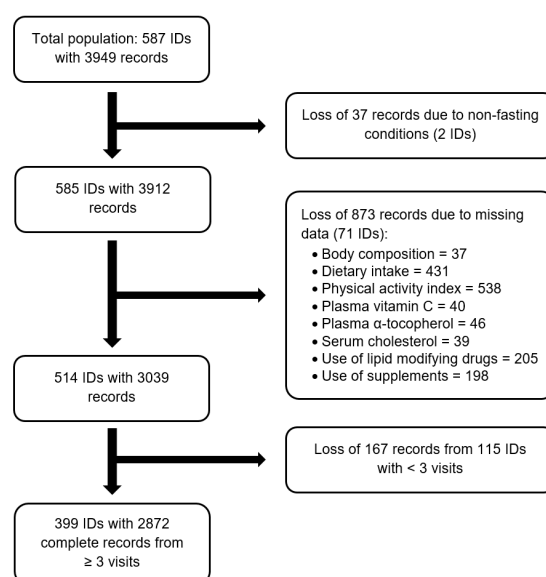 Total population: 587 IDs
with 3949 records
Loss of 37 records due to non-fasting
conditions (2 IDs)
585 IDs with 3912
records
Loss of 873 records due to missing
data (71 IDs):
• Body composition = 37
• Dietary intake = 431
• Physical activity index = 538
• Plasma vitamin C = 40
• Plasma α-tocopherol = 46
• Serum cholesterol = 39
• Use of lipid modifying drugs = 205
• Use of supplements = 198
514 IDs with 3039
records
Loss of 167 records from 115 IDs
with < 3 visits
399 IDs with 2872
complete records from
≥ 3 visits